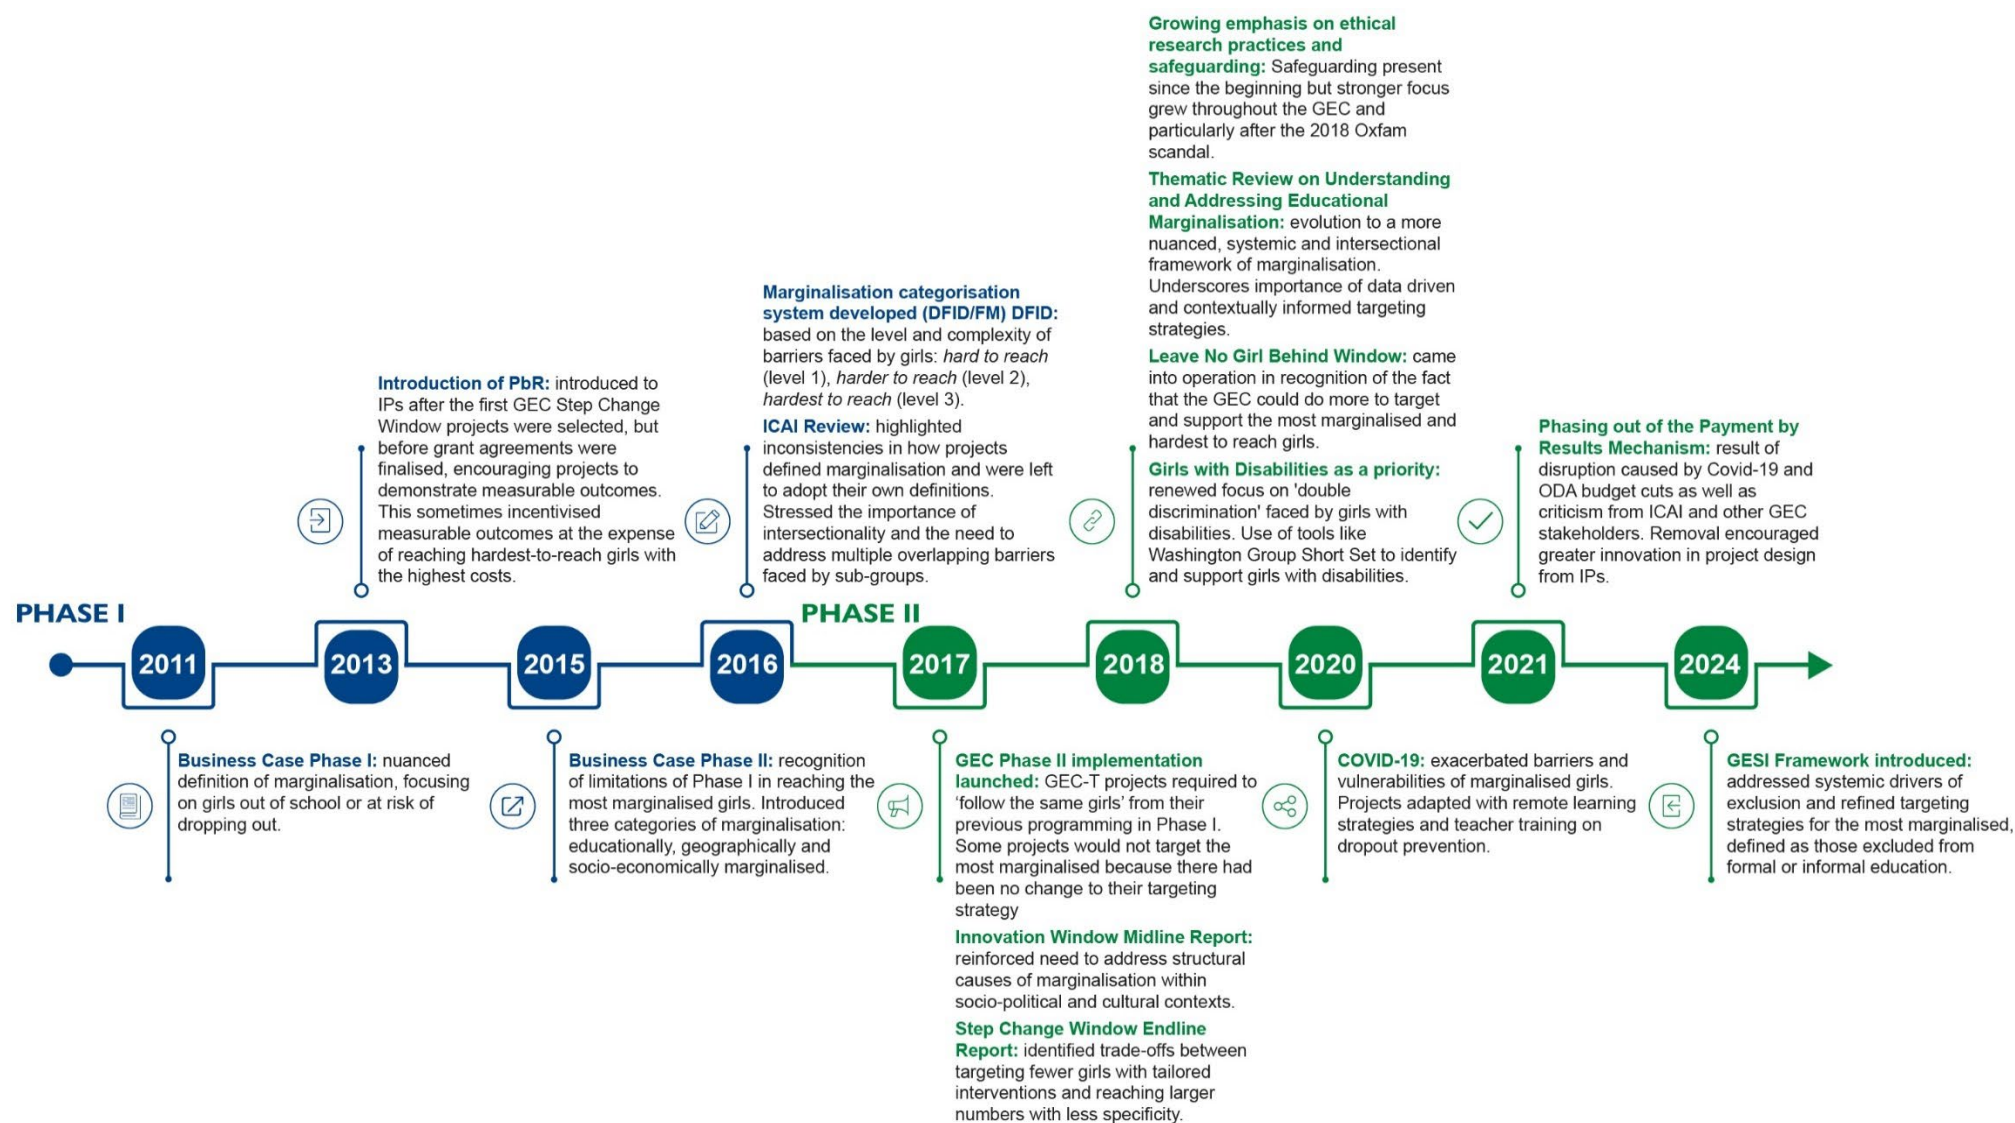 PHASE I
2011
Business Case Phase I: nuanced
definition of marginalisation, focusing
on girls out of school or at risk of
dropping out.
Introduction of PbR: introduced to
IPs after the first GEC Step Change
Window projects were selected, but
before grant agreements were
finalised, encouraging projects to
demonstrate measurable outcomes.
This sometimes incentivised
measurable outcomes at the expense
of reaching hardest-to-reach girls with
the highest costs.
2013
2015
Business Case Phase II: recognition
of limitations of Phase I in reaching the
most marginalised girls. Introduced
three categories of marginalisation:
educationally, geographically and
socio-economically marginalised.
Marginalisation categorisation
system developed (DFID/FM) DFID:
based on the level and complexity of
barriers faced by girls: hard to reach
(level 1), harder to reach (level 2),
hardest to reach (level 3).
ICAI Review: highlighted
inconsistencies in how projects
defined marginalisation and were left
to adopt their own definitions.
Stressed the importance of
intersectionality and the need to
address multiple overlapping barriers
faced by sub-groups.
2016
PHASE II
2017
GEC Phase II implementation
launched: GEC-T projects required to
‘follow the same girls’ from their
previous programming in Phase I.
Some projects would not target the
most marginalised because there had
been no change to their targeting
strategy
Innovation Window Midline Report:
reinforced need to address structural
causes of marginalisation within
socio-political and cultural contexts.
Step Change Window Endline
Report: identified trade-offs between
targeting fewer girls with tailored
interventions and reaching larger
numbers with less specificity.
Growing emphasis on ethical
research practices and
safeguarding: Safeguarding present
since the beginning but stronger focus
grew throughout the GEC and
particularly after the 2018 Oxfam
scandal.
Thematic Review on Understanding
and Addressing Educational
Marginalisation: evolution to a more
nuanced, systemic and intersectional
framework of marginalisation.
Underscores importance of data driven
and contextually informed targeting
strategies.
Leave No Girl Behind Window: came
into operation in recognition of the fact
that the GEC could do more to target
and support the most marginalised and
hardest to reach girls.
Girls with Disabilities as a priority:
renewed focus on 'double
discrimination' faced by girls with
disabilities. Use of tools like
Washington Group Short Set to identify
and support girls with disabilities.
2018
2020
COVID-19: exacerbated barriers and
vulnerabilities of marginalised girls.
Projects adapted with remote learning
strategies and teacher training on
dropout prevention.
Phasing out of the Payment by
Results Mechanism: result of
disruption caused by Covid-19 and
ODA budget cuts as well as
criticism from ICAI and other GEC
stakeholders. Removal encouraged
greater innovation in project design
from IPs.
2021
2024
GESI Framework introduced:
addressed systemic drivers of
exclusion and refined targeting
strategies for the most marginalised,
defined as those excluded from
formal or informal education.